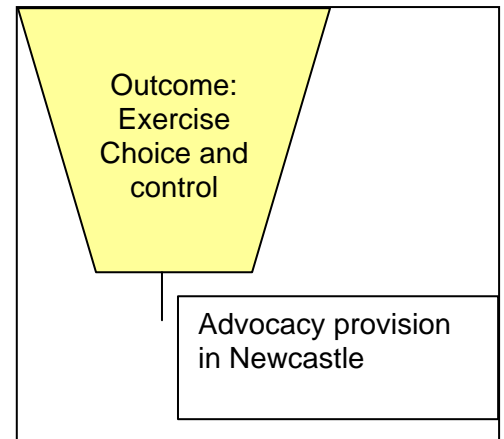 Outcome:
Exercise
Choice and
control
Advocacy provision
in Newcastle